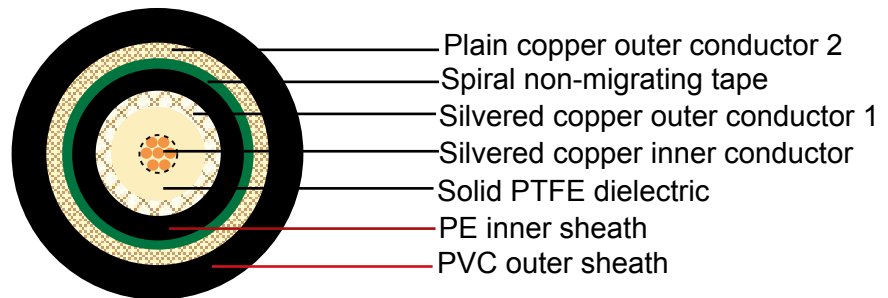 Plain copper outer conductor 2
Spiral non-migrating tape
Silvered copper outer conductor 1
Silvered copper inner conductor
Solid PTFE dielectric
PE inner sheath
PVC outer sheath